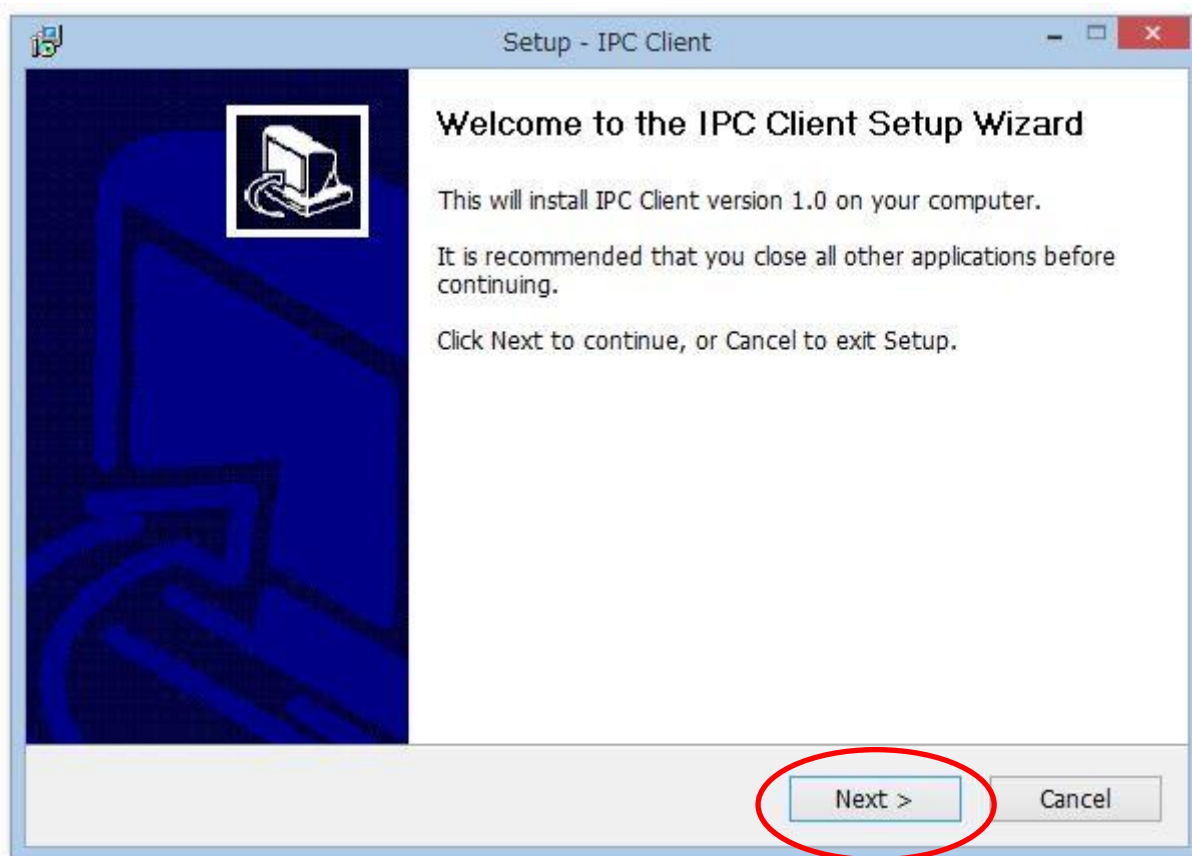 Setup - IPC Client
Welcome to the IPC Client Setup Wizard
This will install IPC Client version 1.0 on your computer.
It is recommended that you close all other applications before
continuing.
Click Next to continue, or Cancel to exit Setup.
Next >
Cancel